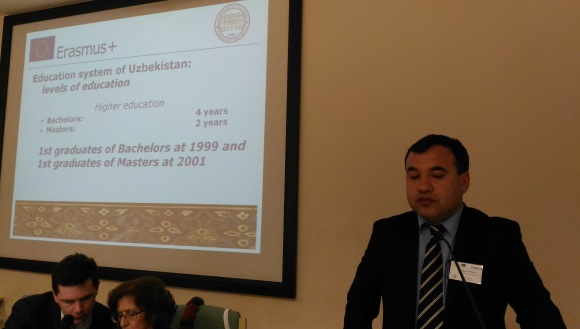 Erasmus+
Education system of Uzbekistan:
levels of education
Higher education
• Bachelors: 4 years
• Masters: 2 years
1st graduates of Bachelors at 1999 and
1st graduates of Masters at 2001